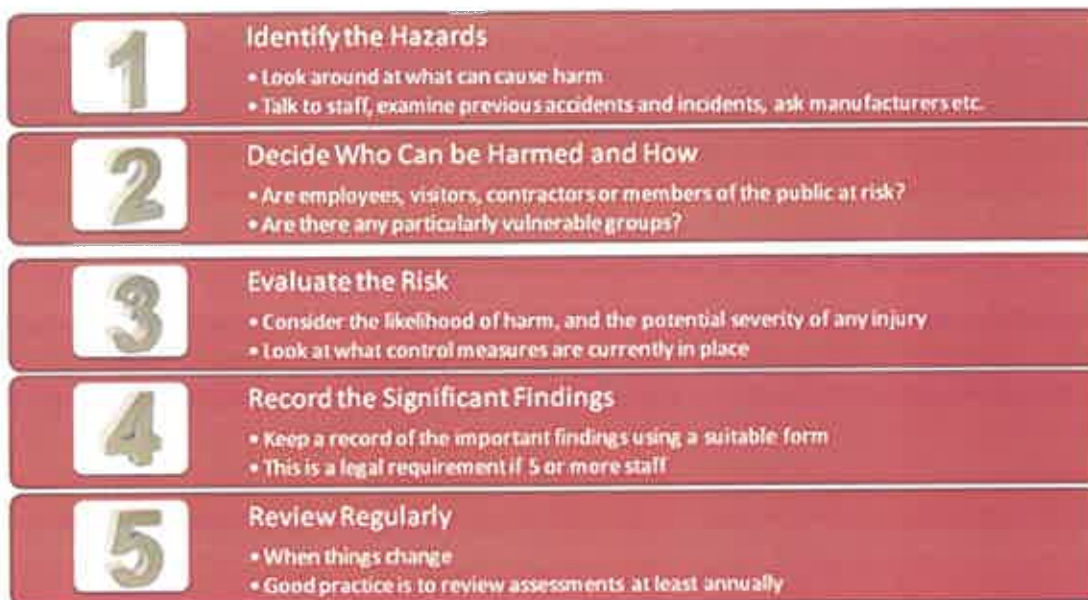 1
Identify the Hazards
• Look around at what can cause harm
• Talk to staff, examine previous accidents and incidents, ask manufacturers etc.
2
Decide Who Can be Harmed and How
• Are employees, visitors, contractors or members of the public at risk?
• Are there any particularly vulnerable groups?
3
Evaluate the Risk
• Consider the likelihood of harm, and the potential severity of any injury
• Look at what control measures are currently in place
4
Record the Significant Findings
• Keep a record of the important findings using a suitable form
• This is a legal requirement if 5 or more staff
5
Review Regularly
• When things change
• Good practice is to review assessments at least annually